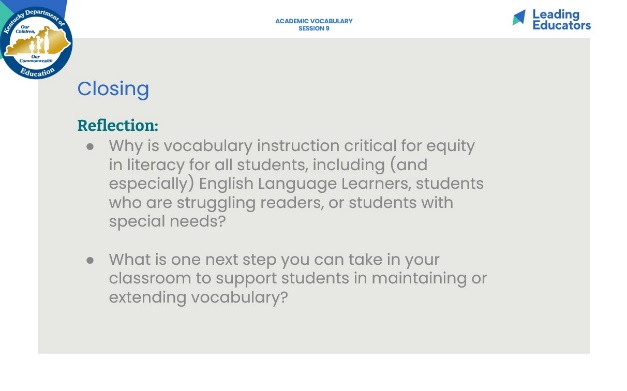 Kentucky Department of
Our
Children,
Our
Commonwealth
Education
ACADEMIC VOCABULARY
SESSION 9
Leading
Educators
Closing
Reflection:
● Why is vocabulary instruction critical for equity
in literacy for all students, including (and
especially) English Language Learners, students
who are struggling readers, or students with
special needs?
● What is one next step you can take in your
classroom to support students in maintaining or
extending vocabulary?